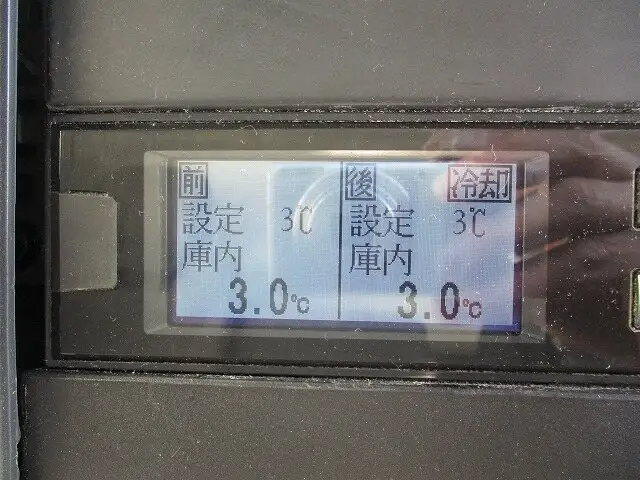 前
設定 3℃
庫内
3.0℃
後 冷却
設定 3℃
庫内
3.0℃